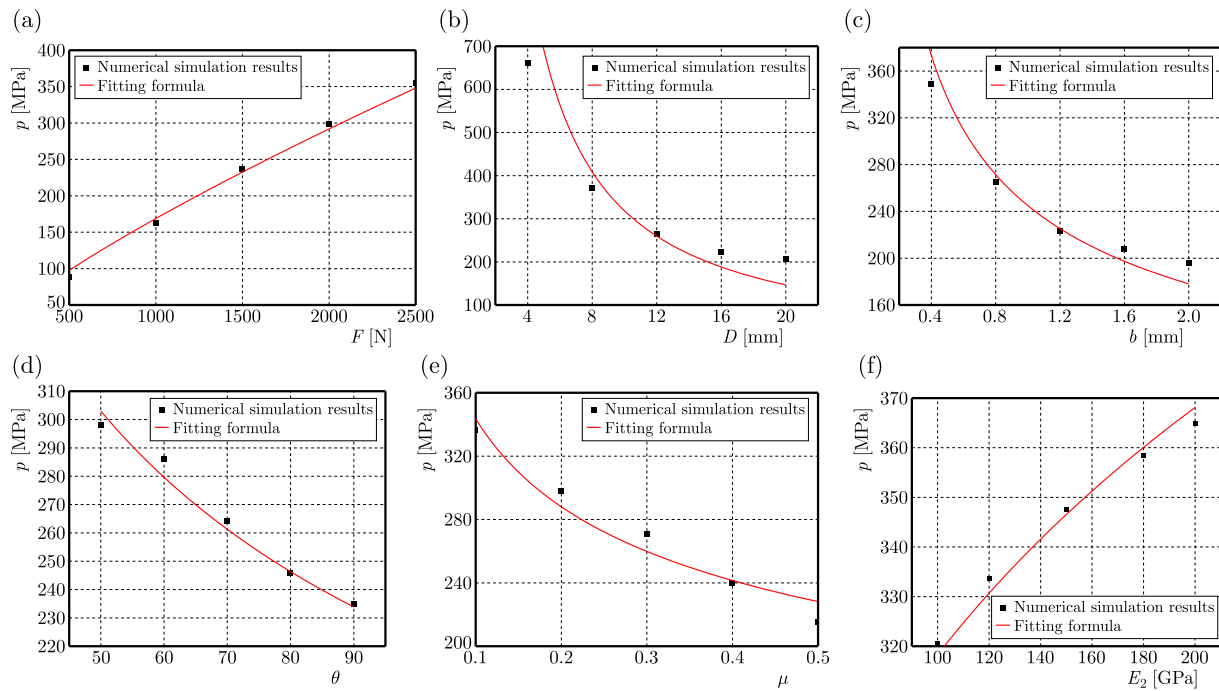 (a)
400
350
300
250
200
150
100
50
p [MPa]
Numerical simulation results
Fitting formula
500 1000 1500 2000 2500
F [N]
(b)
700
600
500
400
300
200
100
p [MPa]
Numerical simulation results
Fitting formula
4 8 12 16 20
D [mm]
(c)
360
320
280
240
200
160
p [MPa]
Numerical simulation results
Fitting formula
0.4 0.8 1.2 1.6 2.0
b [mm]
(d)
310
300
290
280
270
260
250
240
230
220
p [MPa]
Numerical simulation results
Fitting formula
50 60 70 80 90
θ
(e)
360
320
280
240
200
p [MPa]
Numerical simulation results
Fitting formula
0.1 0.2 0.3 0.4 0.5
μ
(f)
370
360
350
340
330
320
p [MPa]
Numerical simulation results
Fitting formula
100 120 140 160 180 200
E2 [GPa]